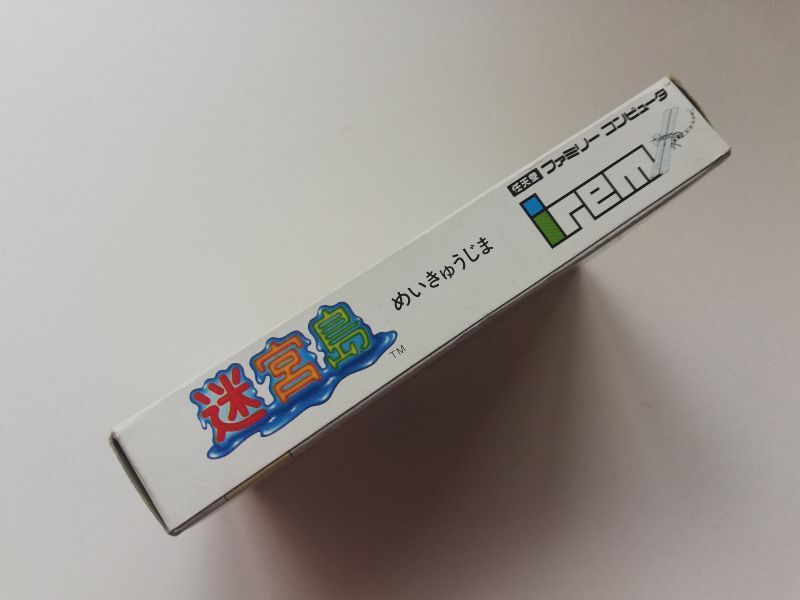 迷宮島
TM
めいきゅうじま
任天堂 ファミリー コンピュータ
irem